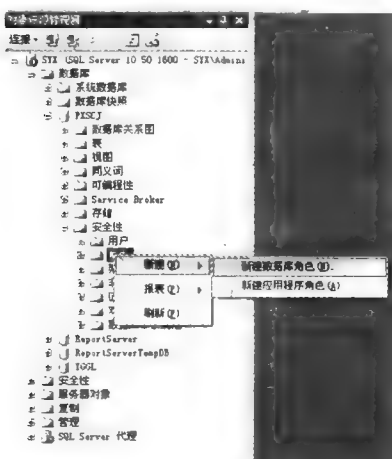 对象资源管理器
连接
SYX (SQL Server 10 50 1600 - SYX\Admini
数据库
系统数据库
数据库快照
PXSCJ
数据库关系图
表
视图
同义词
可编程性
Service Broker
存储
安全性
用户
新建(N)
新建数据库角色(N)
新建应用程序角色(A)
报表(P)
刷新(F)
ReportServer
ReportServerTempDB
YGGL
安全性
服务器对象
复制
管理
SQL Server 代理